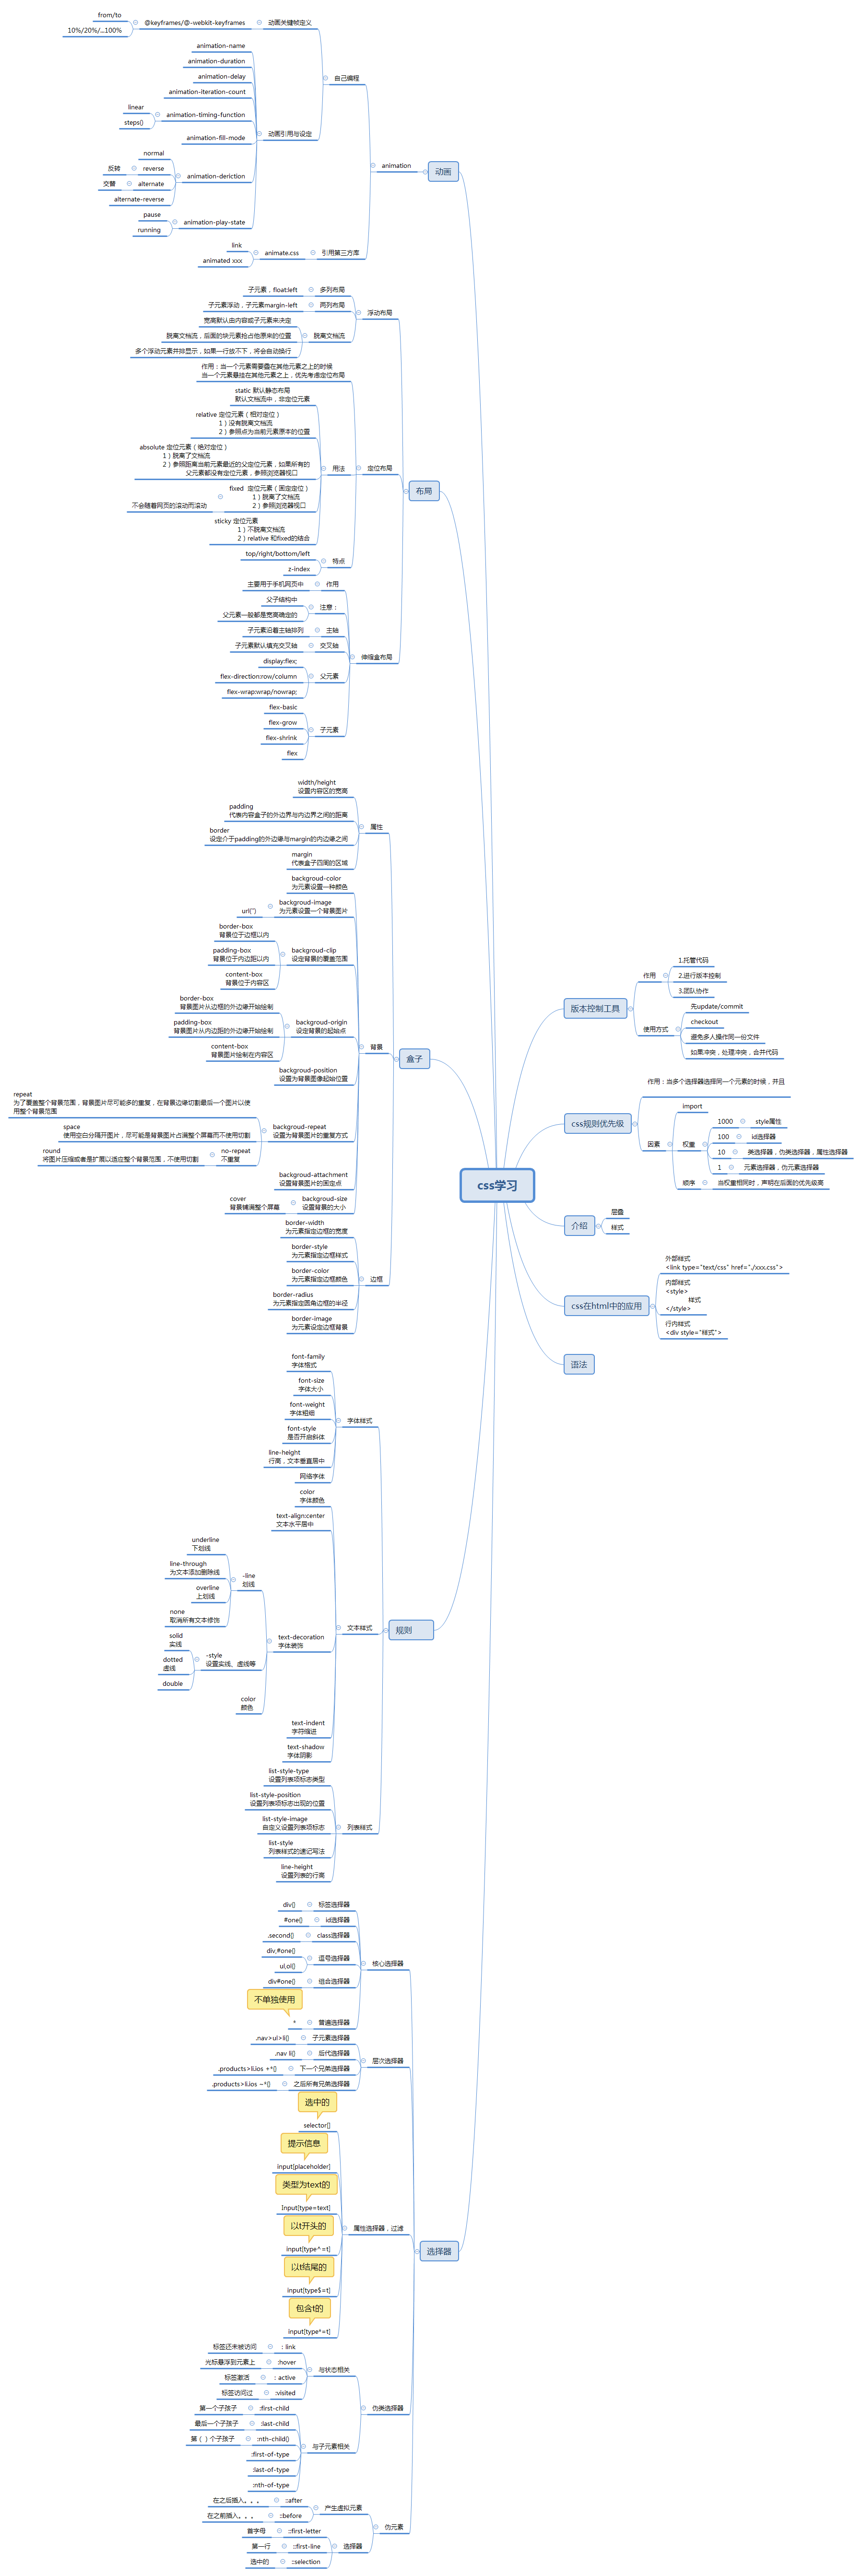 css学习
动画
animation
自己编程
动画关键帧定义
@keyframes/@-webkit-keyframes
from/to
10%/20%/...100%
动画引用与设定
animation-name
animation-duration
animation-delay
animation-iteration-count
animation-timing-function
linear
steps()
animation-fill-mode
animation-deriction
normal
reverse
反转
alternate
交替
alternate-reverse
animation-play-state
pause
running
引用第三方库
animate.css
link
animated xxx
布局
浮动布局
多列布局
子元素，float:left
两列布局
子元素浮动，子元素margin-left
脱离文档流
宽高默认由内容或子元素来决定
脱离文档流，后面的块元素抢占他原来的位置
多个浮动元素并排显示，如果一行放不下，将会自动换行
定位布局
作用：当一个元素需要叠在其他元素之上的时候
当一个元素悬挂在其他元素之上，优先考虑定位布局
用法
static 默认静态布局
默认文档流中，非定位元素
relative 定位元素（相对定位）
1）没有脱离文档流
2）参照点为当前元素原本的位置
absolute 定位元素（绝对定位）
1）脱离了文档流
2）参照距离当前元素最近的父定位元素，如果所有的
父元素都没有定位元素，参照浏览器视口
fixed 定位元素（固定定位）
1）脱离了文档流
2）参照浏览器视口
不会随着网页的滚动而滚动
sticky 定位元素
1）不脱离文档流
2）relative 和fixed的结合
特点
top/right/bottom/left
z-index
伸缩盒布局
作用
主要用于手机网页中
注意：
父子结构中
父元素一般都是宽高确定的
主轴
子元素沿着主轴排列
交叉轴
子元素默认填充交叉轴
父元素
display:flex;
flex-direction:row/column
flex-wrap:wrap/nowrap;
子元素
flex-basic
flex-grow
flex-shrink
flex
盒子
属性
width/height
设置内容区的宽高
padding
代表内容盒子的外边界与内边界之间的距离
border
设定介于padding的外边缘与margin的内边缘之间
margin
代表盒子四周的区域
背景
backgroud-color
为元素设置一种颜色
backgroud-image
为元素设置一个背景图片
url('')
backgroud-clip
设定背景的覆盖范围
border-box
背景位于边框以内
padding-box
背景位于内边距以内
content-box
背景位于内容区
backgroud-origin
设定背景的起始点
border-box
背景图片从边框的外边缘开始绘制
padding-box
背景图片从内边距的外边缘开始绘制
content-box
背景图片绘制在内容区
backgroud-position
设置为背景图像起始位置
backgroud-repeat
设置为背景图片的重复方式
repeat
为了覆盖整个背景范围，背景图片尽可能多的重复，在背景边缘切割最后一个图片以使
用整个背景范围
space
使用空白分隔开图片，尽可能是背景图片占满整个屏幕而不使用切割
no-repeat
不重复
round
将图片压缩或者是扩展以适应整个背景范围，不使用切割
backgroud-attachment
设置背景图片的固定点
backgroud-size
设置背景的大小
cover
背景铺满整个屏幕
边框
border-width
为元素指定边框的宽度
border-style
为元素指定边框样式
border-color
为元素指定边框颜色
border-radius
为元素指定圆角边框的半径
border-image
为元素设定边框背景
规则
字体样式
font-family
字体格式
font-size
字体大小
font-weight
字体粗细
font-style
是否开启斜体
line-height
行高，文本垂直居中
网络字体
文本样式
color
字体颜色
text-align:center
文本水平居中
text-decoration
字体装饰
-line
划线
underline
下划线
line-through
为文本添加删除线
overline
上划线
none
取消所有文本修饰
-style
设置实线、虚线等
solid
实线
dotted
虚线
double
color
颜色
text-indent
字符缩进
text-shadow
字体阴影
列表样式
list-style-type
设置列表项标志类型
list-style-position
设置列表项标志出现的位置
list-style-image
自定义设置列表项标志
list-style
列表样式的速记写法
line-height
设置列表的行高
选择器
核心选择器
标签选择器
div{}
id选择器
#one{}
class选择器
.second{}
逗号选择器
div,#one{}
ul,ol{}
组合选择器
div#one{}
不单独使用
普遍选择器
*
层次选择器
子元素选择器
.nav>ul>li{}
后代选择器
.nav li{}
下一个兄弟选择器
.products>li.ios +*{}
之后所有兄弟选择器
.products>li.ios ~*{}
属性选择器，过滤
选中的
selector[]
提示信息
input[placeholder]
类型为text的
Input[type=text]
以t开头的
input[type^=t]
以t结尾的
input[type$=t]
包含t的
input[type*=t]
伪类选择器
与状态相关
：link
标签还未被访问
:hover
光标悬浮到元素上
：active
标签激活
:visited
标签访问过
与子元素相关
:first-child
第一个子孩子
:last-child
最后一个子孩子
:nth-child()
第（ ）个子孩子
:first-of-type
:last-of-type
:nth-of-type
伪元素
产生虚拟元素
::after
在之后插入。。。
::before
在之前插入。。。
选择器
::first-letter
首字母
::first-line
第一行
::selection
选中的
版本控制工具
作用
1.托管代码
2.进行版本控制
3.团队协作
使用方式
先update/commit
checkout
避免多人操作同一份文件
如果冲突，处理冲突，合并代码
css规则优先级
作用：当多个选择器选择同一个元素的时候，并且
因素
import
权重
1000
style属性
100
id选择器
10
类选择器，伪类选择器，属性选择器
1
元素选择器，伪元素选择器
顺序
当权重相同时，声明在后面的优先级高
介绍
层叠
样式
css在html中的应用
外部样式
<link type="text/css" href="./xxx.css">
内部样式
<style>
样式
</style>
行内样式
<div style="样式">
语法